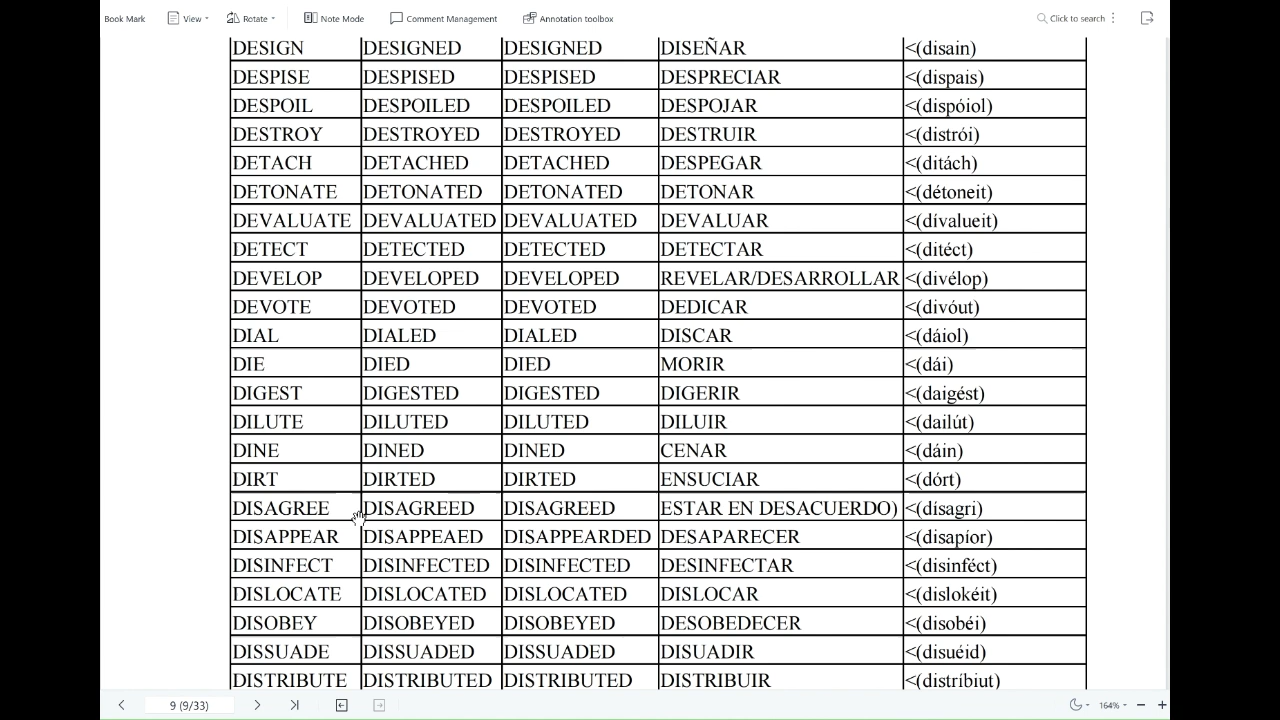 Book Mark View Rotate Note Mode Comment Management Annotation toolbox Click to search
DESIGN DESIGNED DESIGNED DISEÑAR <(disain)
DESPISE DESPISED DESPISED DESPRECIAR <(dispais)
DESPOIL DESPOILED DESPOILED DESPOJAR <(dispóiol)
DESTROY DESTROYED DESTROYED DESTRUIR <(distrói)
DETACH DETACHED DETACHED DESPEGAR <(ditách)
DETONATE DETONATED DETONATED DETONAR <(détoneit)
DEVALUATE DEVALUATED DEVALUATED DEVALUAR <(dívalueit)
DETECT DETECTED DETECTED DETECTAR <(ditéct)
DEVELOP DEVELOPED DEVELOPED REVELAR/DESARROLLAR <(divélop)
DEVOTE DEVOTED DEVOTED DEDICAR <(divóut)
DIAL DIALED DIALED DISCAR <(dáiol)
DIE DIED DIED MORIR <(dái)
DIGEST DIGESTED DIGESTED DIGERIR <(daigést)
DILUTE DILUTED DILUTED DILUIR <(dailút)
DINE DINED DINED CENAR <(dáin)
DIRT DIRTED DIRTED ENSUCIAR <(dórt)
DISAGREE DISAGREED DISAGREED ESTAR EN DESACUERDO) <(dísagri)
DISAPPEAR DISAPPEAED DISAPPEARDED DESAPARECER <(disapíor)
DISINFECT DISINFECTED DISINFECTED DESINFECTAR <(disinféct)
DISLOCATE DISLOCATED DISLOCATED DISLOCAR <(dislokéit)
DISOBEY DISOBEYED DISOBEYED DESOBEDECER <(disobéi)
DISSUADE DISSUADED DISSUADED DISUADIR <(disuéid)
DISTRIBUTE DISTRIBUTED DISTRIBUTED DISTRIBUIR <(distríbiut)
9 (9/33) 164%